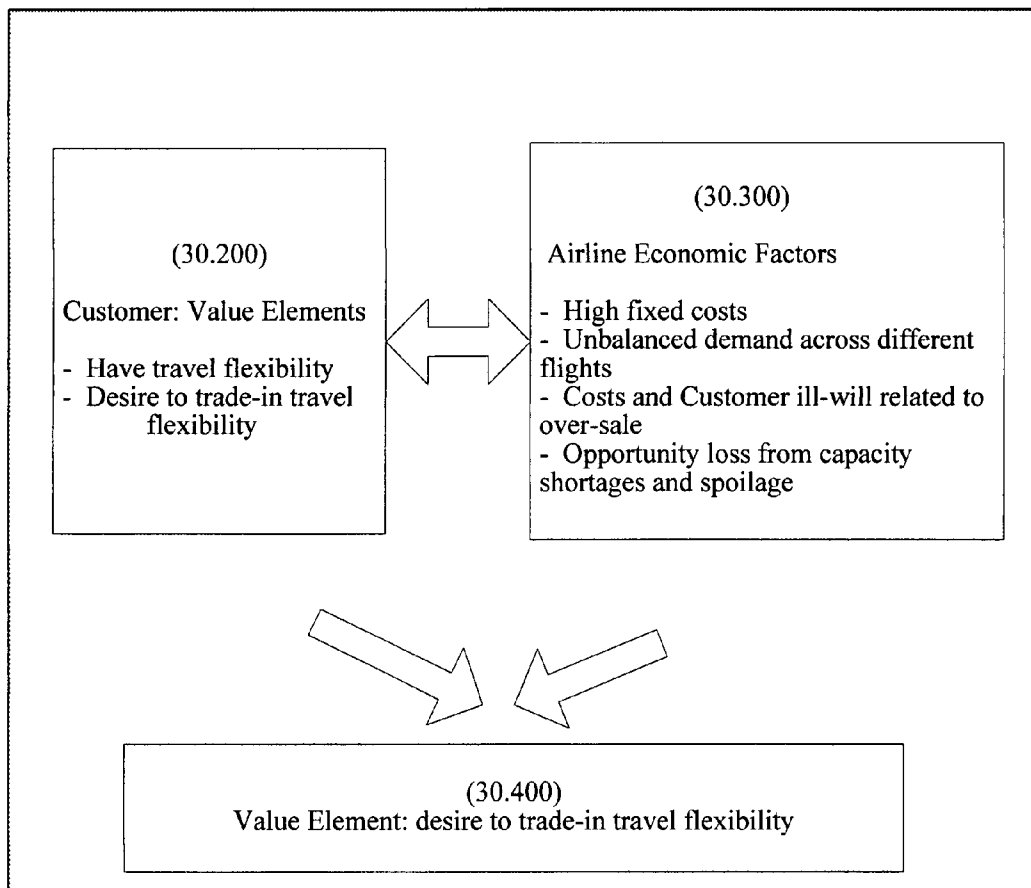 (30.200)
Customer: Value Elements
- Have travel flexibility
- Desire to trade-in travel
flexibility
(30.300)
Airline Economic Factors
- High fixed costs
- Unbalanced demand across different
flights
- Costs and Customer ill-will related to
over-sale
- Opportunity loss from capacity
shortages and spoilage
(30.400)
Value Element: desire to trade-in travel flexibility